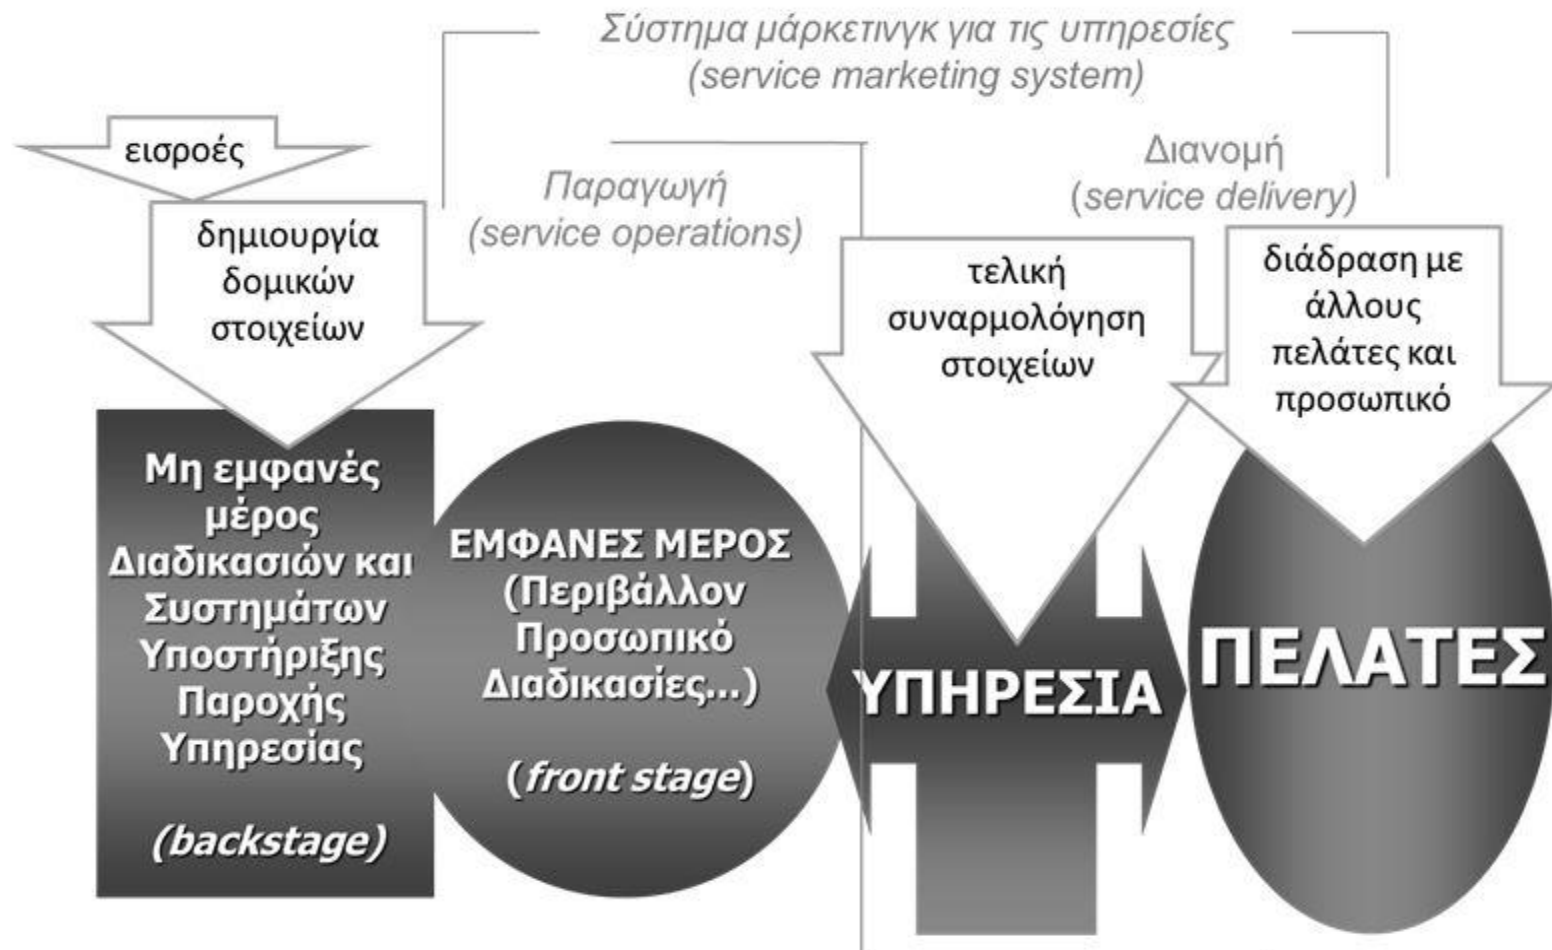 Σύστημα μάρκετινγκ για τις υπηρεσίες
(service marketing system)
εισροές
Παραγωγή
(service operations)
Διανομή
(service delivery)
δημιουργία
δομικών
στοιχείων
τελική
συναρμολόγηση
στοιχείων
διάδραση με
άλλους
πελάτες και
προσωπικό
Μη εμφανές
μέρος
Διαδικασιών και
Συστημάτων
Υποστήριξης
Παροχής
Υπηρεσίας
(backstage)
ΕΜΦΑΝΕΣ ΜΕΡΟΣ
(Περιβάλλον
Προσωπικό
Διαδικασίες...)
(front stage)
ΥΠΗΡΕΣΙΑ
ΠΕΛΑΤΕΣ